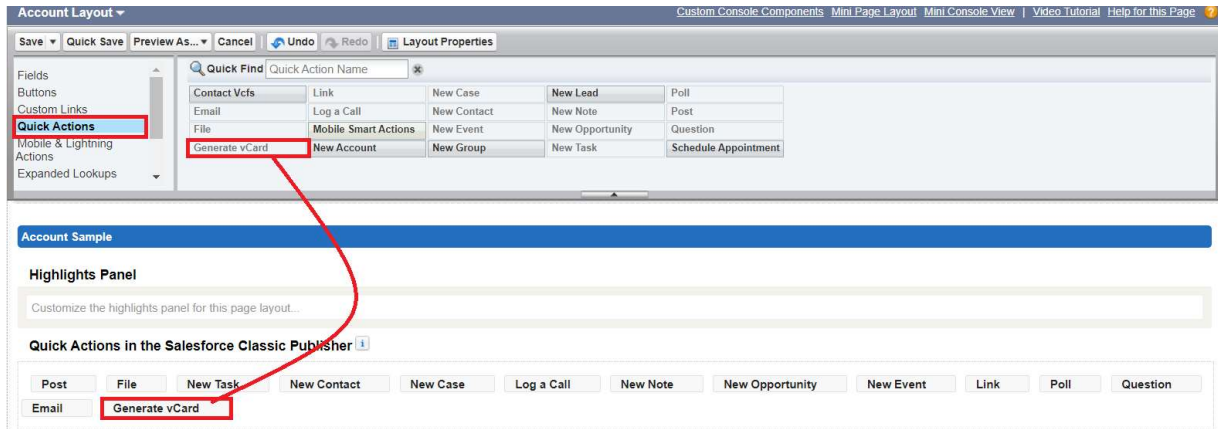 Account Layout Custom Console Components Mini Page Layout Mini Console View | Video Tutorial Help for this Page ?
Save Quick Save Preview As... Cancel Undo Redo Layout Properties
Fields
Buttons
Custom Links
Quick Actions
Mobile & Lightning
Actions
Expanded Lookups
Quick Find Quick Action Name
Contact Vcfs Link New Case New Lead Poll
Email Log a Call New Contact New Note Post
File Mobile Smart Actions New Event New Opportunity Question
Generate vCard New Account New Group New Task Schedule Appointment
Account Sample
Highlights Panel
Customize the highlights panel for this page layout...
Quick Actions in the Salesforce Classic Publisher i
Post File New Task New Contact New Case Log a Call New Note New Opportunity New Event Link Poll Question
Email Generate vCard